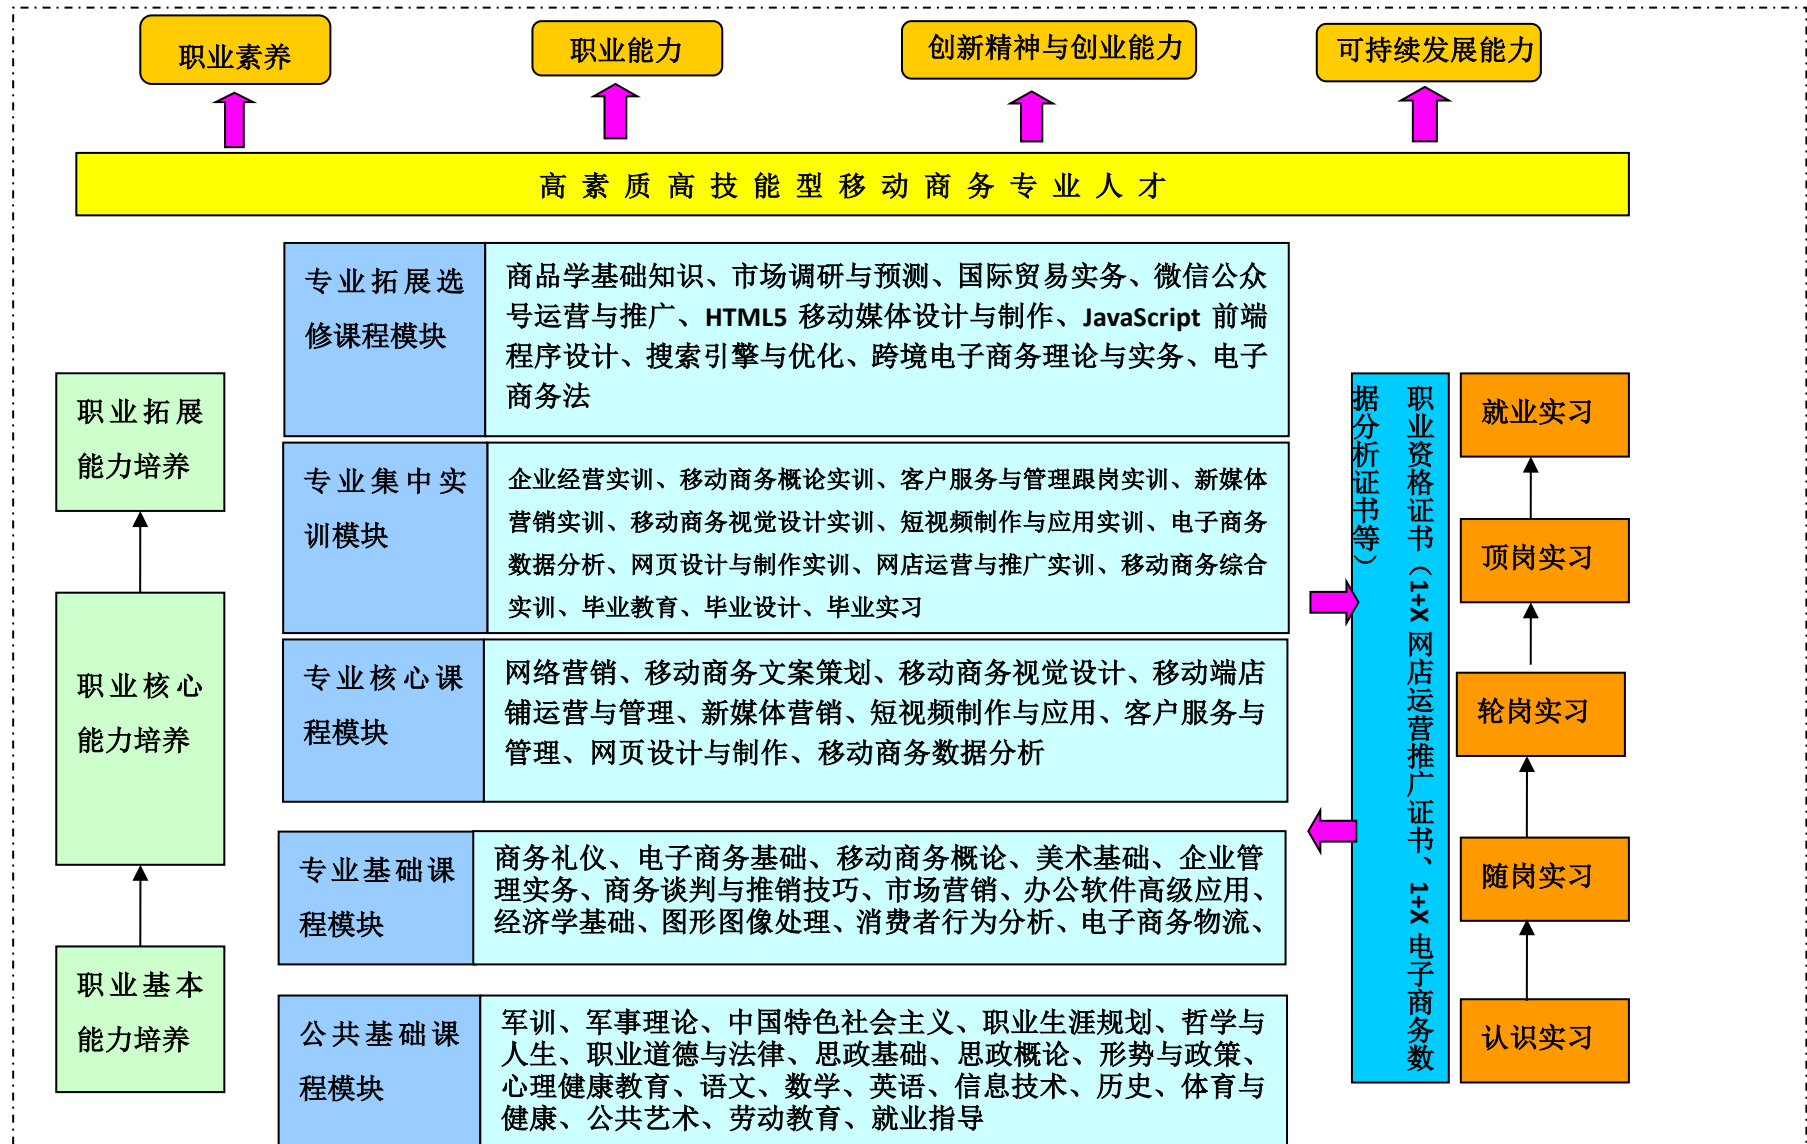 职业素养
职业能力
创新精神与创业能力
可持续发展能力
高素质高技能型移动商务专业人才
专业拓展选
修课程模块
商品学基础知识、市场调研与预测、国际贸易实务、微信公众
号运营与推广、HTML5 移动媒体设计与制作、JavaScript 前端
程序设计、搜索引擎与优化、跨境电子商务理论与实务、电子
商务法
专业集中实
训模块
企业经营实训、移动商务概论实训、客户服务与管理跟岗实训、新媒体
营销实训、移动商务视觉设计实训、短视频制作与应用实训、电子商务
数据分析、网页设计与制作实训、网店运营与推广实训、移动商务综合
实训、毕业教育、毕业设计、毕业实习
专业核心课
程模块
网络营销、移动商务文案策划、移动商务视觉设计、移动端店
铺运营与管理、新媒体营销、短视频制作与应用、客户服务与
管理、网页设计与制作、移动商务数据分析
专业基础课
程模块
商务礼仪、电子商务基础、移动商务概论、美术基础、企业管
理实务、商务谈判与推销技巧、市场营销、办公软件高级应用、
经济学基础、图形图像处理、消费者行为分析、电子商务物流、
公共基础课
程模块
军训、军事理论、中国特色社会主义、职业生涯规划、哲学与
人生、职业道德与法律、思政基础、思政概论、形势与政策、
心理健康教育、语文、数学、英语、信息技术、历史、体育与
健康、公共艺术、劳动教育、就业指导
职业拓展
能力培养
职业核心
能力培养
职业基本
能力培养
职业资格证书（1+X 网店运营推广证书、1+X 电子商务数
据分析证书等）
就业实习
顶岗实习
轮岗实习
随岗实习
认识实习